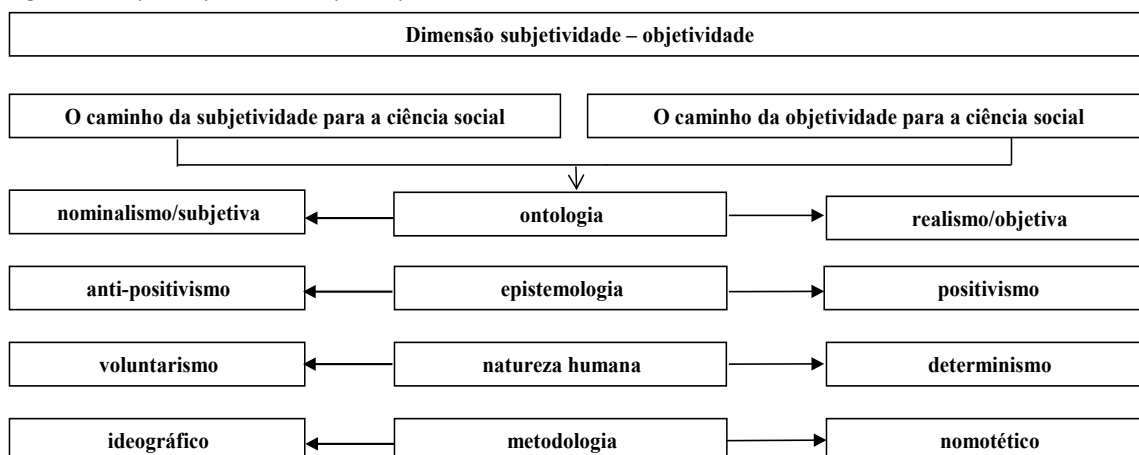 Dimensão subjetividade – objetividade
O caminho da subjetividade para a ciência social
O caminho da objetividade para a ciência social
nominalismo/subjetiva
ontologia
realismo/objetiva
anti-positivismo
epistemologia
positivismo
voluntarismo
natureza humana
determinismo
ideográfico
metodologia
nomotético